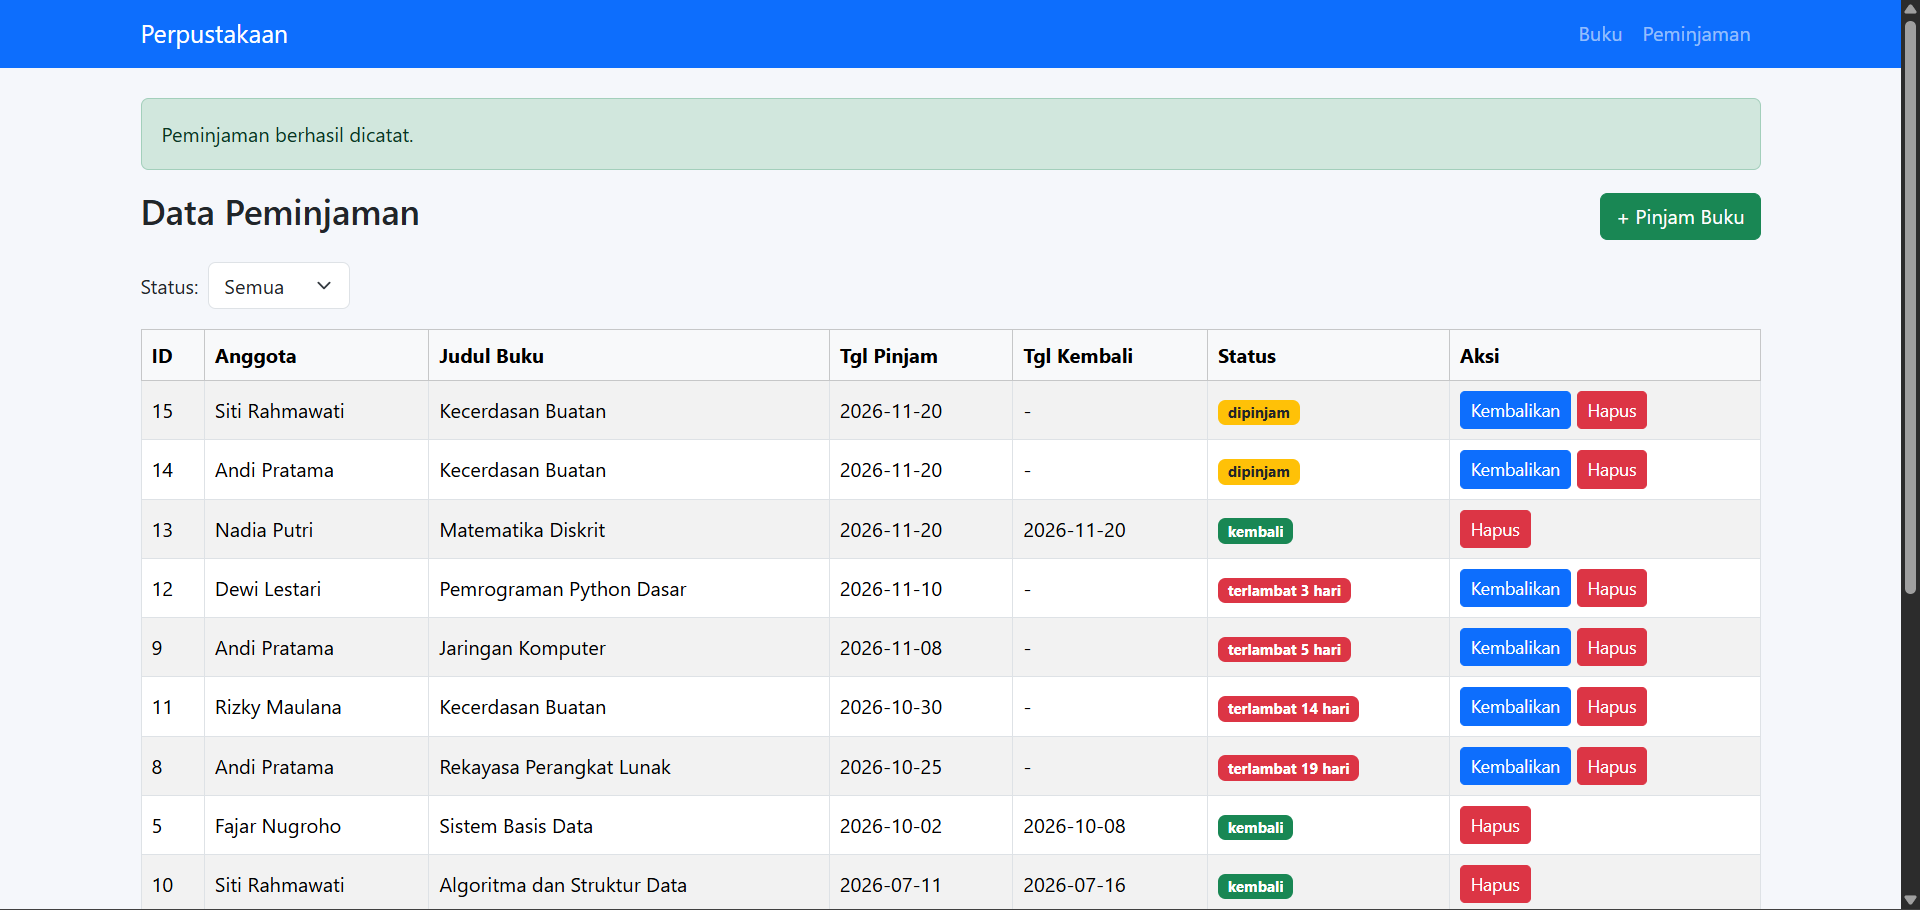 Perpustakaan Buku Peminjaman
Peminjaman berhasil dicatat.
Data Peminjaman + Pinjam Buku
Status: Semua
ID Anggota Judul Buku Tgl Pinjam Tgl Kembali Status Aksi
15 Siti Rahmawati Kecerdasan Buatan 2026-11-20 - dipinjam Kembalikan Hapus
14 Andi Pratama Kecerdasan Buatan 2026-11-20 - dipinjam Kembalikan Hapus
13 Nadia Putri Matematika Diskrit 2026-11-20 2026-11-20 kembali Hapus
12 Dewi Lestari Pemrograman Python Dasar 2026-11-10 - terlambat 3 hari Kembalikan Hapus
9 Andi Pratama Jaringan Komputer 2026-11-08 - terlambat 5 hari Kembalikan Hapus
11 Rizky Maulana Kecerdasan Buatan 2026-10-30 - terlambat 14 hari Kembalikan Hapus
8 Andi Pratama Rekayasa Perangkat Lunak 2026-10-25 - terlambat 19 hari Kembalikan Hapus
5 Fajar Nugroho Sistem Basis Data 2026-10-02 2026-10-08 kembali Hapus
10 Siti Rahmawati Algoritma dan Struktur Data 2026-07-11 2026-07-16 kembali Hapus